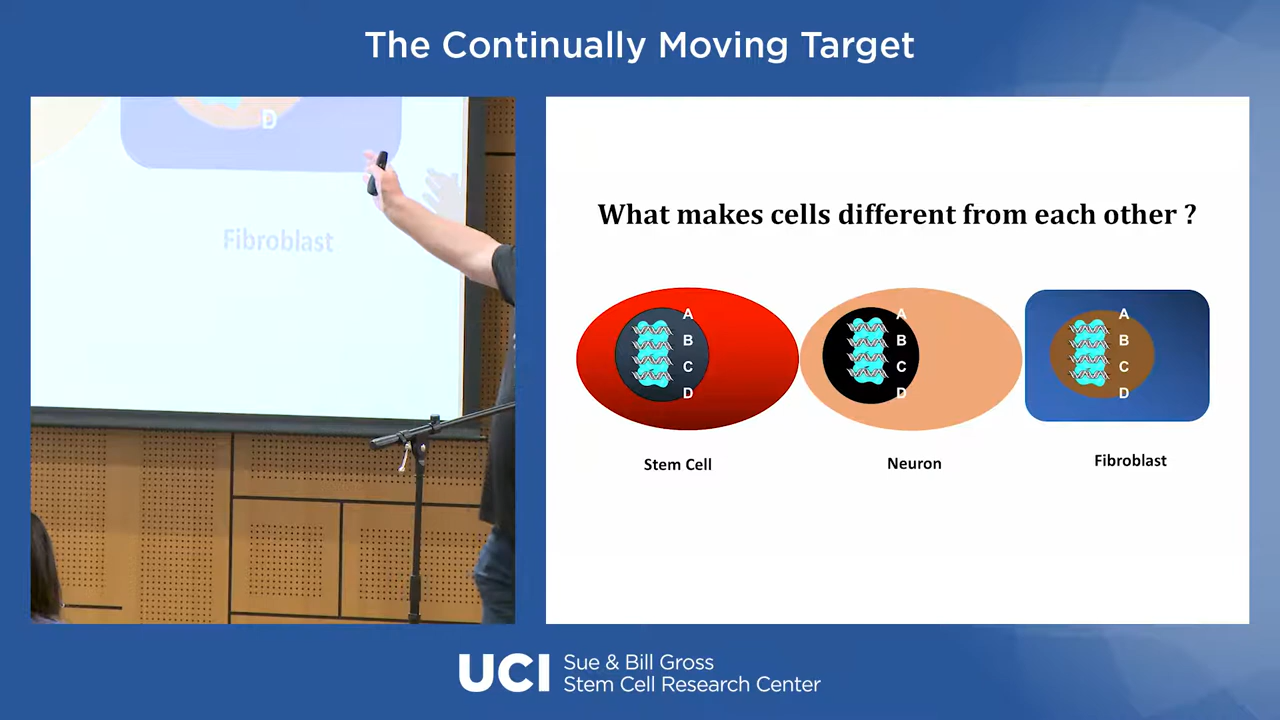 The Continually Moving Target
D
Fibroblast
What makes cells different from each other ?
A
B
C
D
A
B
C
D
A
B
C
D
Stem Cell
Neuron
Fibroblast
UCI
Sue & Bill Gross
Stem Cell Research Center